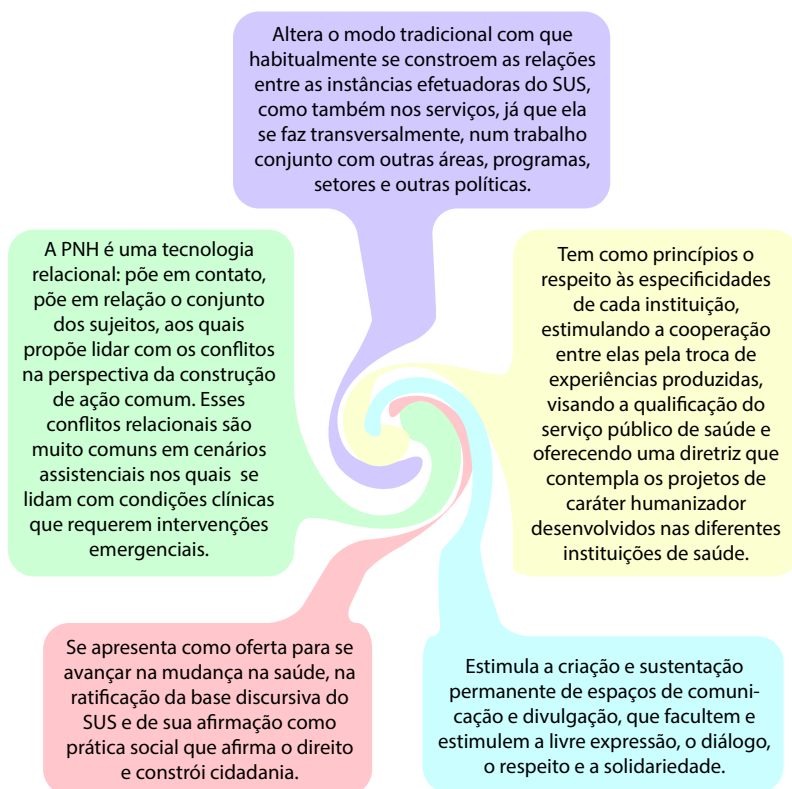 Altera o modo tradicional com que
habitualmente se constroem as relações
entre as instâncias efetuadoras do SUS,
como também nos serviços, já que ela
se faz transversalmente, num trabalho
conjunto com outras áreas, programas,
setores e outras políticas.
A PNH é uma tecnologia
relacional: põe em contato,
põe em relação o conjunto
dos sujeitos, aos quais
propõe lidar com os conflitos
na perspectiva da construção
de ação comum. Esses
conflitos relacionais são
muito comuns em cenários
assistenciais nos quais se
lidam com condições clínicas
que requerem intervenções
emergenciais.
Tem como princípios o
respeito às especificidades
de cada instituição,
estimulando a cooperação
entre elas pela troca de
experiências produzidas,
visando a qualificação do
serviço público de saúde e
oferecendo uma diretriz que
contempla os projetos de
caráter humanizador
desenvolvidos nas diferentes
instituições de saúde.
Se apresenta como oferta para se
avançar na mudança na saúde, na
ratificação da base discursiva do
SUS e de sua afirmação como
prática social que afirma o direito
e constrói cidadania.
Estimula a criação e sustentação
permanente de espaços de comuni-
cação e divulgação, que facultem e
estimulem a livre expressão, o diálogo,
o respeito e a solidariedade.